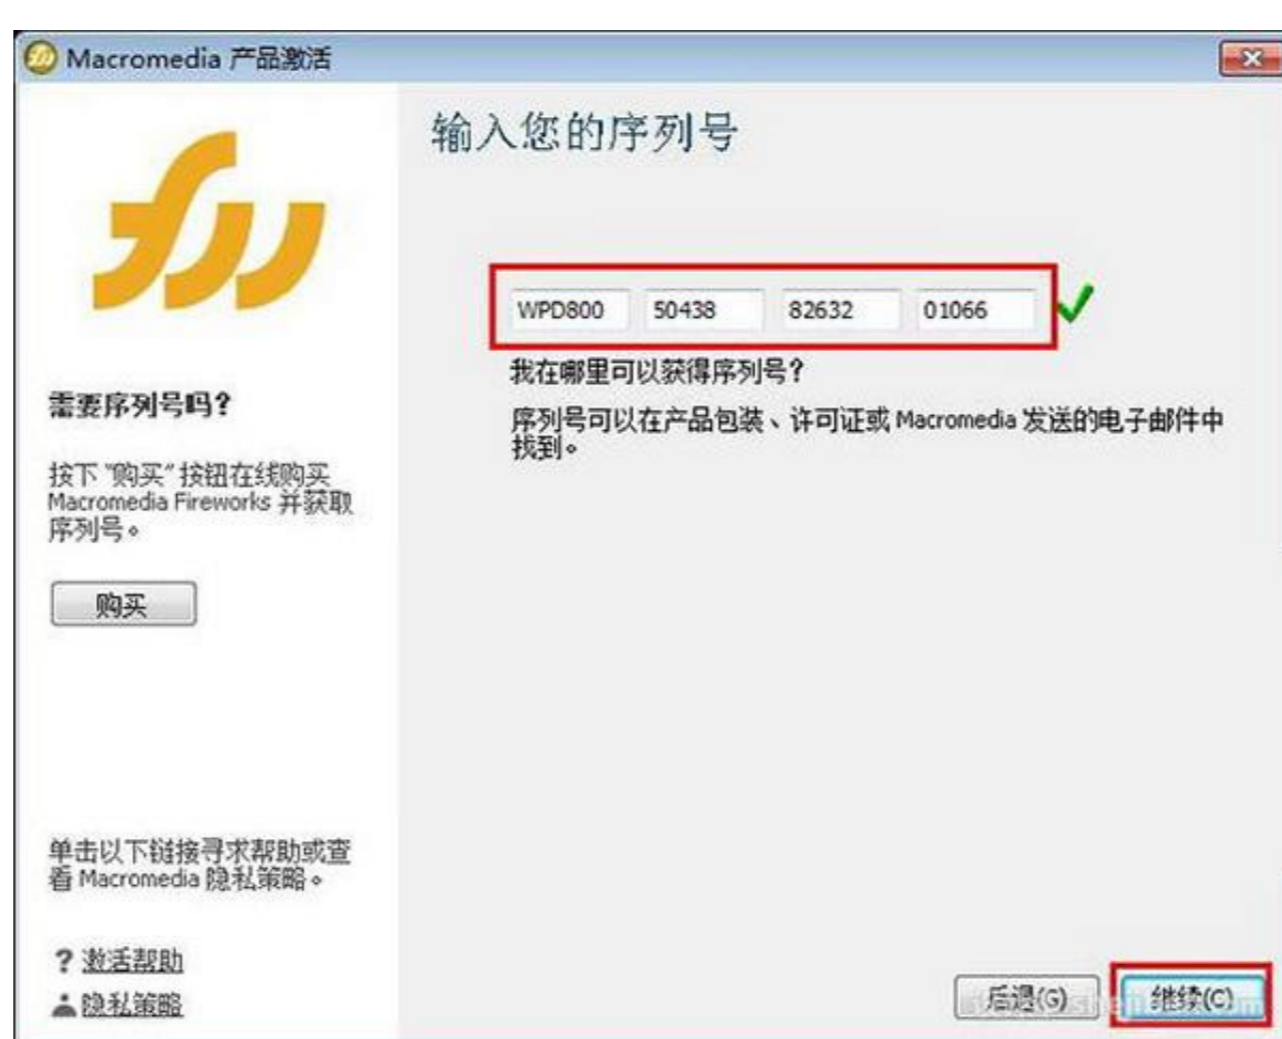 Macromedia 产品激活
输入您的序列号
WPD800 50438 82632 01066
我在哪里可以获得序列号?
序列号可以在产品包装、许可证或 Macromedia 发送的电子邮件中
找到。
需要序列号吗?
按下 "购买" 按钮在线购买
Macromedia Fireworks 并获取
序列号。
购买
单击以下链接寻求帮助或查
看 Macromedia 隐私策略。
? 激活帮助
隐私策略
后退(G)
继续(C)